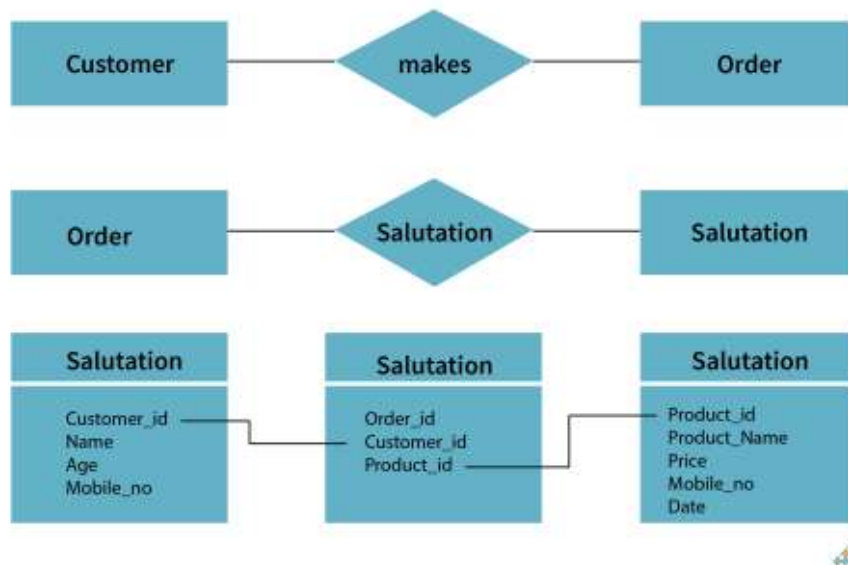 Customer
makes
Order
Order
Salutation
Salutation
Salutation
Customer_id
Name
Age
Mobile_no
Salutation
Order_id
Customer_id
Product_id
Salutation
Product_id
Product_Name
Price
Mobile_no
Date